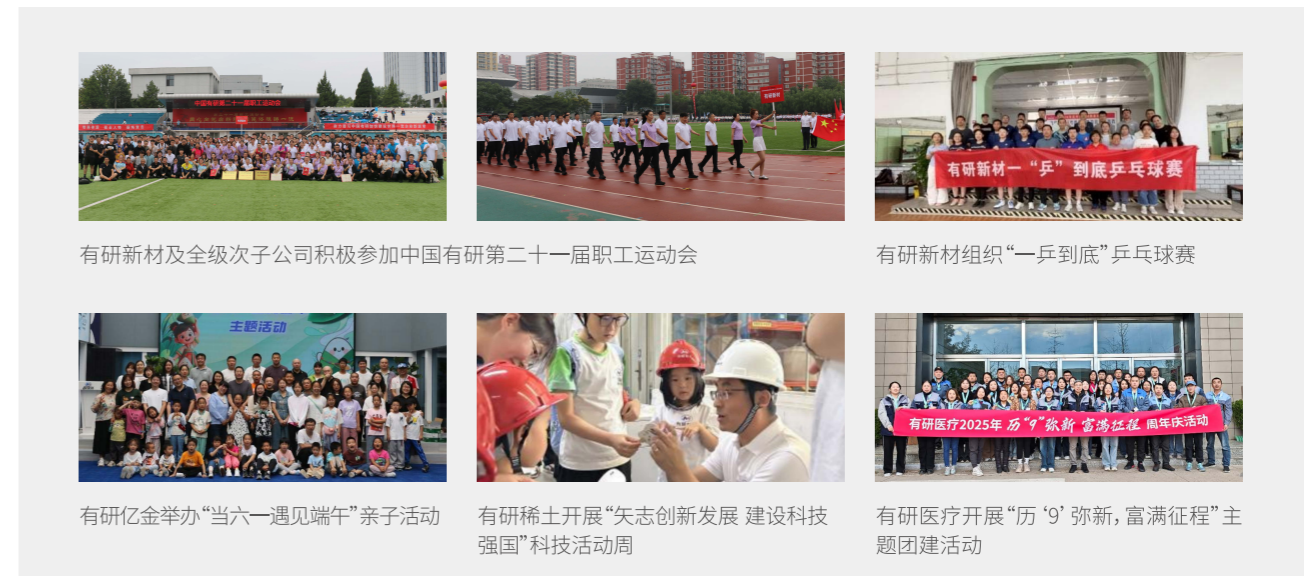 中国有研第二十一届职工运动会
有研新材
有研新材一“乒”到底乒乓球赛
有研新材及全级次子公司积极参加中国有研第二十一届职工运动会
有研新材组织“一乒到底”乒乓球赛
主题活动
有研医疗2025年 历“9”弥新 富满征程 周年庆活动
有研亿金举办“当六一遇见端午”亲子活动
有研稀土开展“矢志创新发展 建设科技
强国”科技活动周
有研医疗开展“历‘9’弥新，富满征程”主
题团建活动